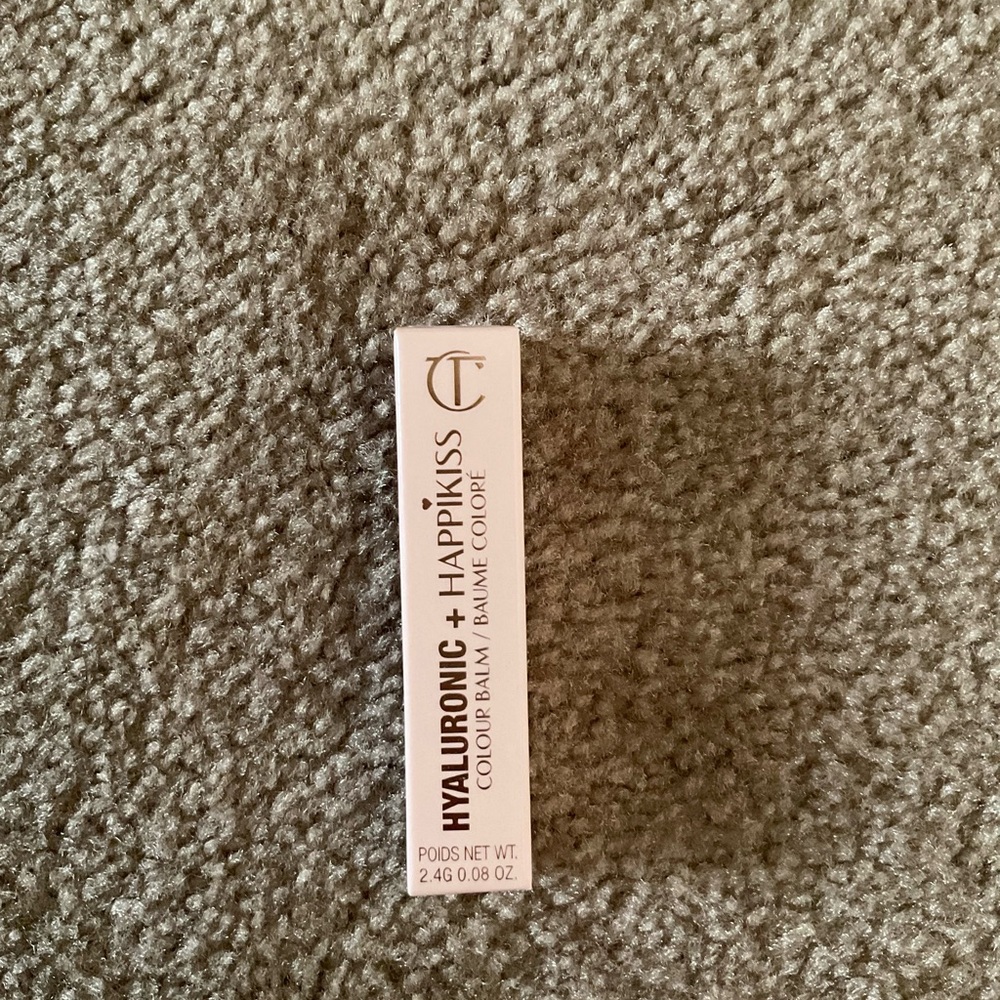 CT
HYALURONIC + HAPPIKISS
COLOUR BALM / BAUME COLORÉ
POIDS NET WT.
2.4G 0.08 OZ.